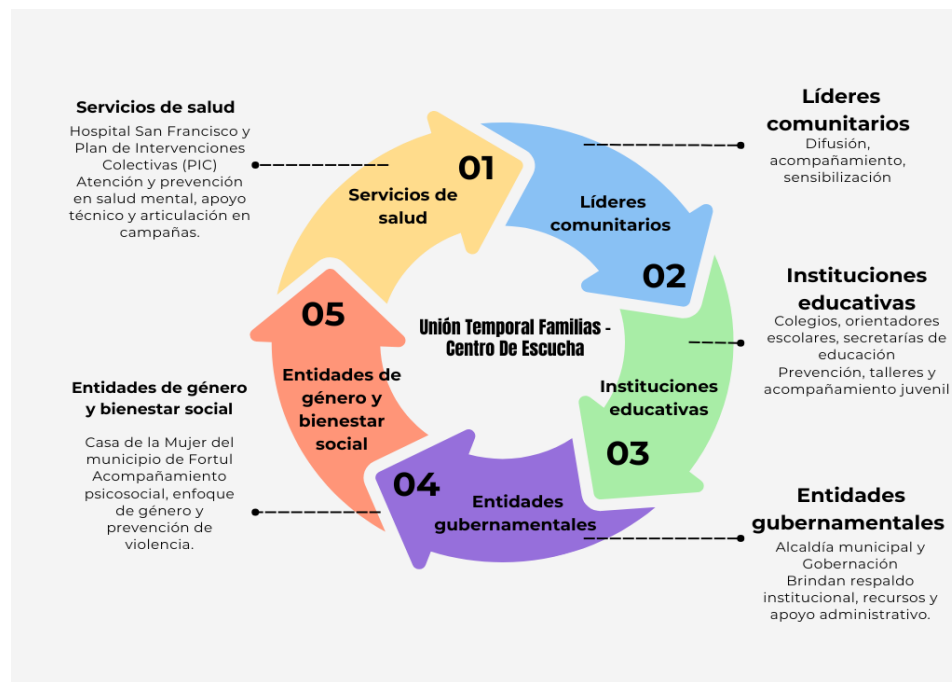 Servicios de salud
Hospital San Francisco y
Plan de Intervenciones
Colectivas (PIC)
Atención y prevención
en salud mental, apoyo
técnico y articulación en
campañas.
01
Servicios de
salud
Líderes
comunitarios
Difusión,
acompañamiento,
sensibilización
Líderes
comunitarios
02
Instituciones
educativas
Colegios, orientadores
escolares, secretarías de
educación
Prevención, talleres y
acompañamiento juvenil
Instituciones
educativas
03
Unión Temporal Familias -
Centro De Escucha
05
Entidades de
género y
bienestar
social
Entidades de género
y bienestar social
Casa de la Mujer del
municipio de Fortul
Acompañamiento
psicosocial, enfoque
de género y
prevención de
violencia.
04
Entidades
gubernamentales
Entidades
gubernamentales
Alcaldía municipal y
Gobernación
Brindan respaldo
institucional, recursos y
apoyo administrativo.